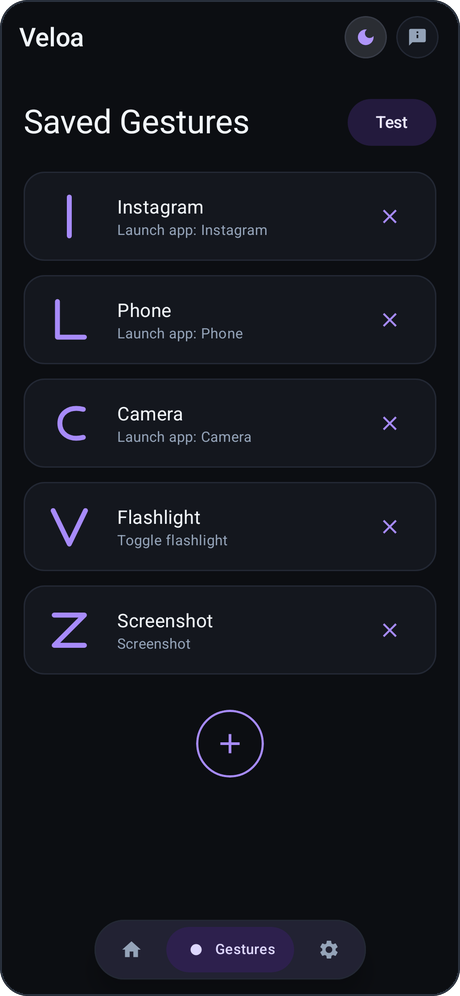 Veloa
Saved Gestures
Test
Instagram
Launch app: Instagram
Phone
Launch app: Phone
Camera
Launch app: Camera
Flashlight
Toggle flashlight
Screenshot
Screenshot
Gestures